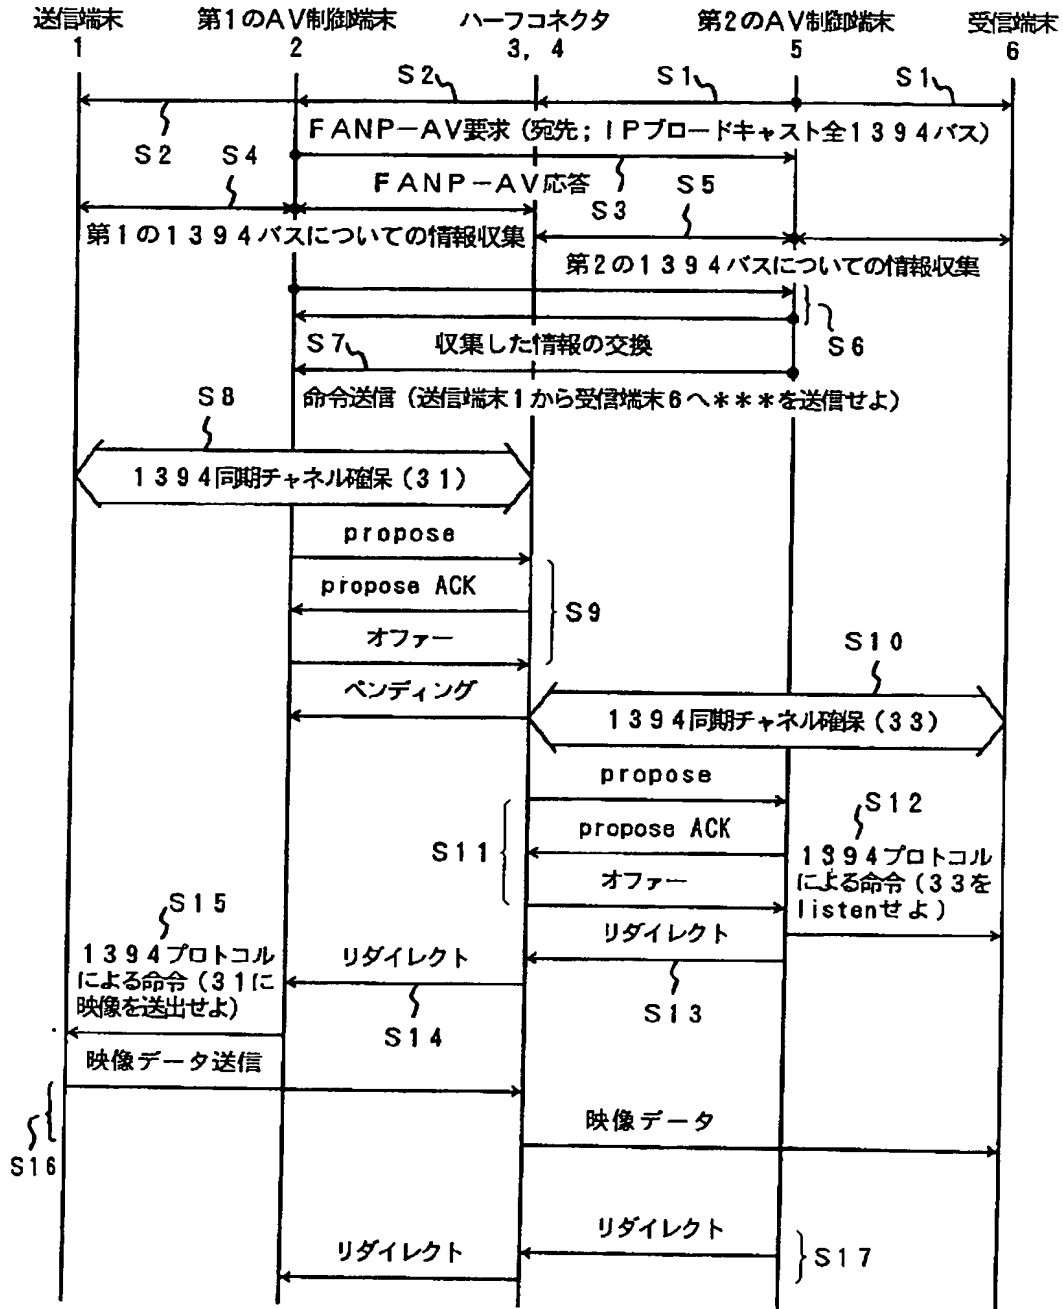 送信端末 第1のAV制御端末 ハーフコネクタ 第2のAV制御端末 受信端末
1 2 3, 4 5 6
S2 S1 S1
FANP-AV要求(宛先;IPブロードキャスト全1394バス)
S2 S4
FANP-AV応答 S5
S3
第1の1394バスについての情報収集
第2の1394バスについての情報収集
S7 収集した情報の交換 S6
S8 命令送信(送信端末1から受信端末6へ***を送信せよ)
1394同期チャネル確保(31)
propose
propose ACK
S9
オファー
S10
ペンディング
1394同期チャネル確保(33)
propose
S12
propose ACK
S11
1394プロトコル
による命令(33を
listenせよ)
オファー
S15
リダイレクト
1394プロトコル
による命令(31に
映像を送出せよ)
リダイレクト
S13
S14
映像データ送信
映像データ
S16
リダイレクト
リダイレクト
S17